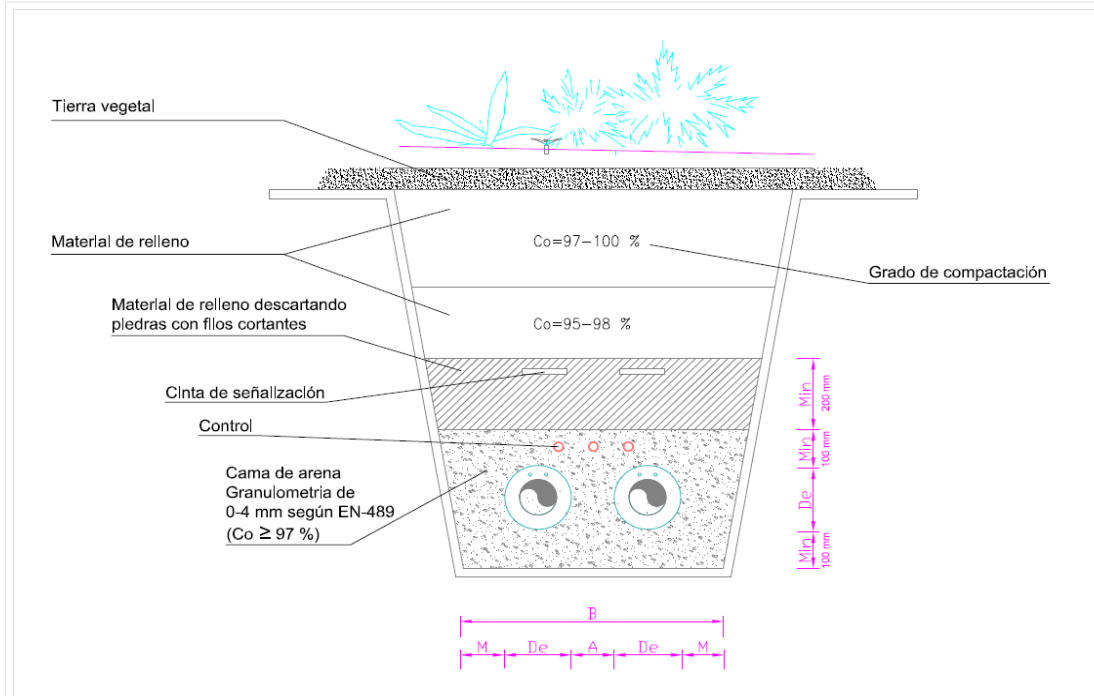 Tierra vegetal
Material de relleno
Co=97-100 %
Grado de compactación
Material de relleno descartando
piedras con filos cortantes
Co=95-98 %
Cinta de señalización
Control
Cama de arena
Granulometria de
0-4 mm según EN-489
(Co ≥ 97 %)
Min
200 mm
Min
100 mm
De
Min
100 mm
B
M De A De M